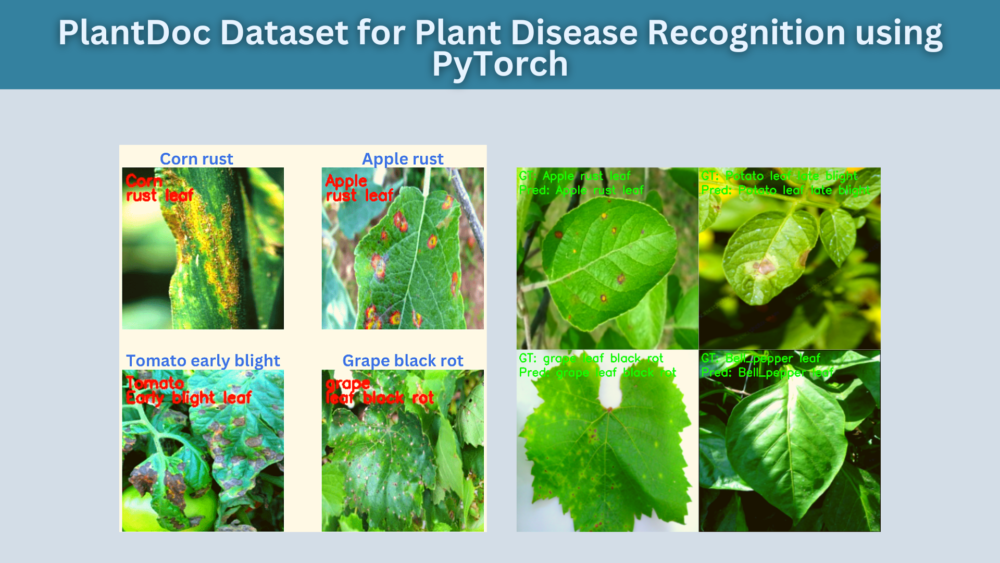 PlantDoc Dataset for Plant Disease Recognition using
PyTorch
Corn rust
Corn
rust leaf
Apple rust
Apple
rust leaf
Tomato early blight
Tomato
Early blight leaf
Grape black rot
grape
leaf black rot
GT: Apple rust leaf
Pred: Apple rust leaf
GT: Potato leaf late blight
Pred: Potato leaf late blight
GT: grape leaf black rot
Pred: grape leaf black rot
GT: Bell_pepper leaf
Pred: Bell_pepper leaf